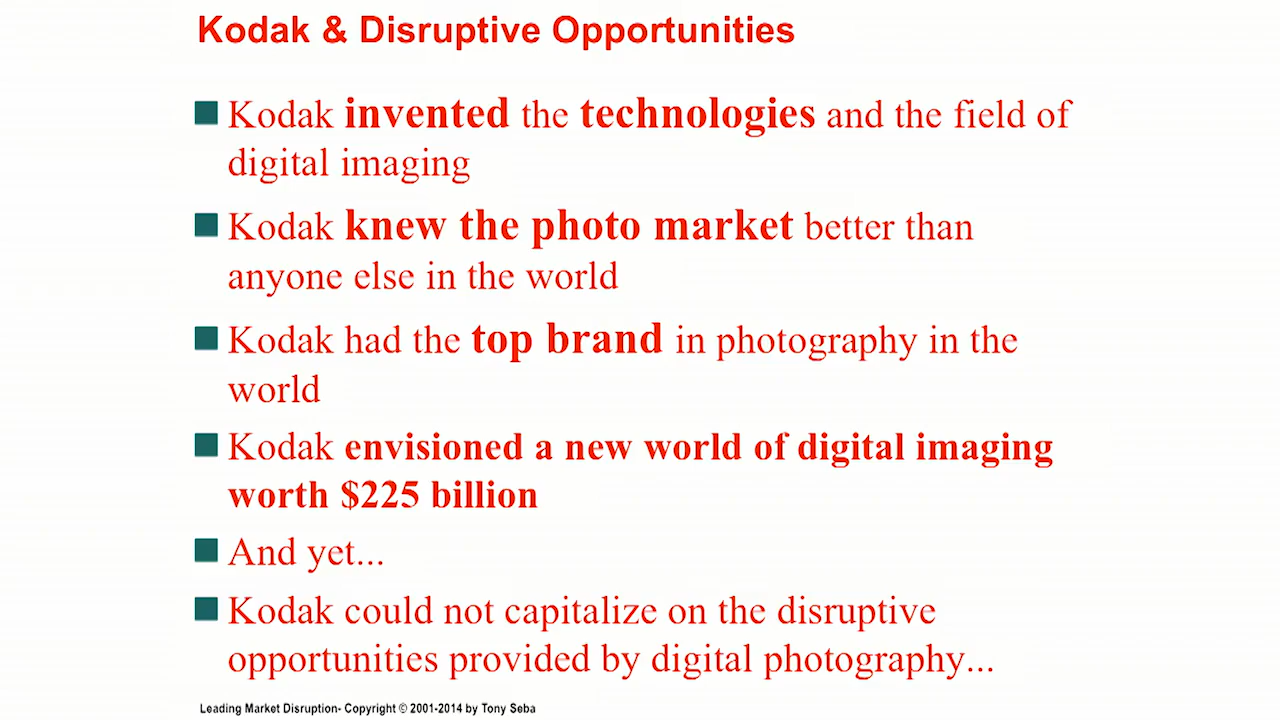 Kodak & Disruptive Opportunities
Kodak invented the technologies and the field of
digital imaging
Kodak knew the photo market better than
anyone else in the world
Kodak had the top brand in photography in the
world
Kodak envisioned a new world of digital imaging
worth $225 billion
And yet...
Kodak could not capitalize on the disruptive
opportunities provided by digital photography...
Leading Market Disruption- Copyright © 2001-2014 by Tony Seba